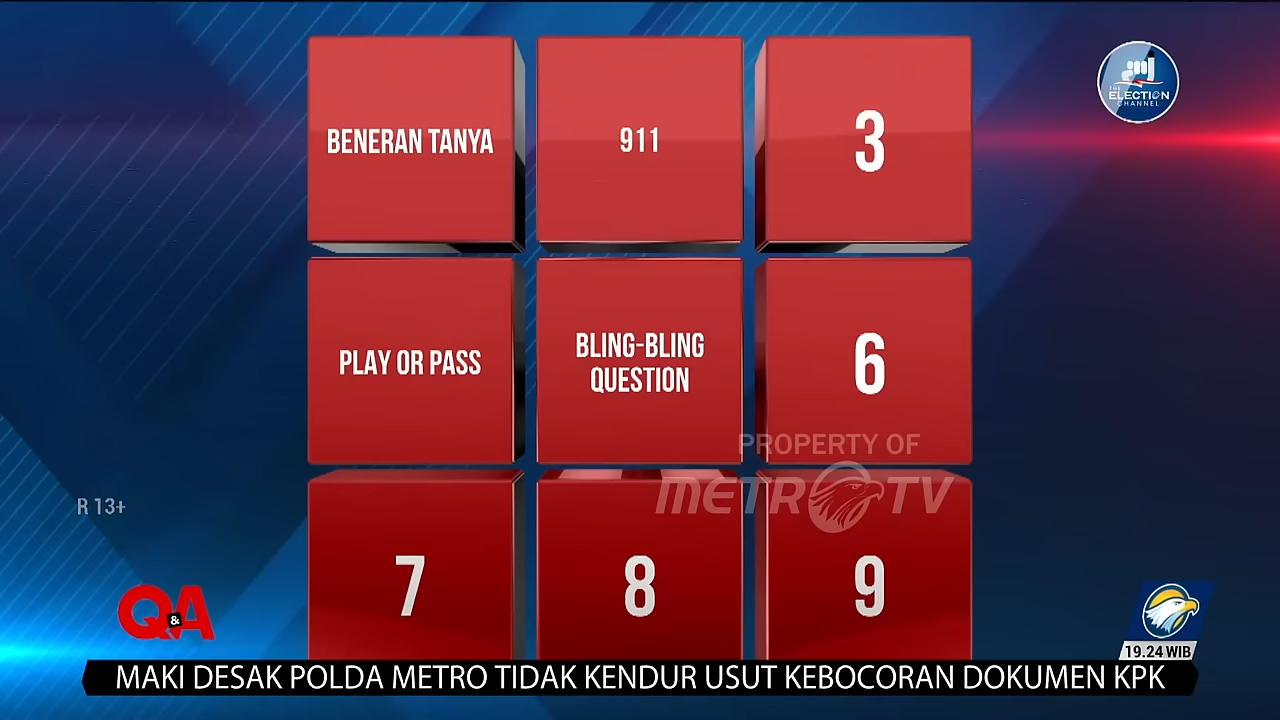 BENERAN TANYA
911
3
THE
ELECTION
CHANNEL
PLAY OR PASS
BLING-BLING
QUESTION
6
PROPERTY OF
METRO TV
R 13+
7
8
9
Q&A
19.24 WIB
MAKI DESAK POLDA METRO TIDAK KENDUR USUT KEBOCORAN DOKUMEN KPK